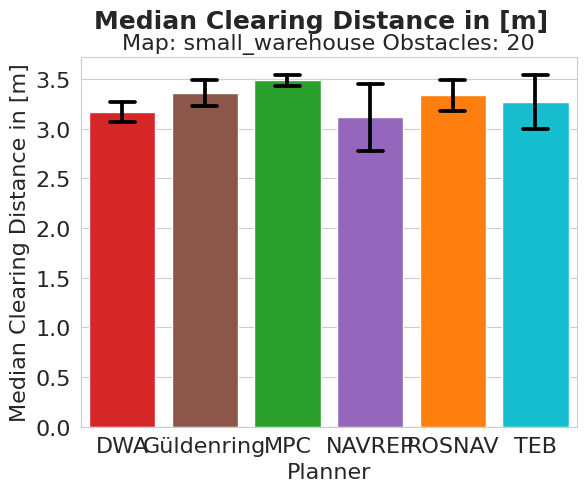 Median Clearing Distance in [m]
Map: small_warehouse Obstacles: 20
Median Clearing Distance in [m]
3.5
3.0
2.5
2.0
1.5
1.0
0.5
0.0
DWA Güldenring MPC NAVREP ROSNAV TEB
Planner